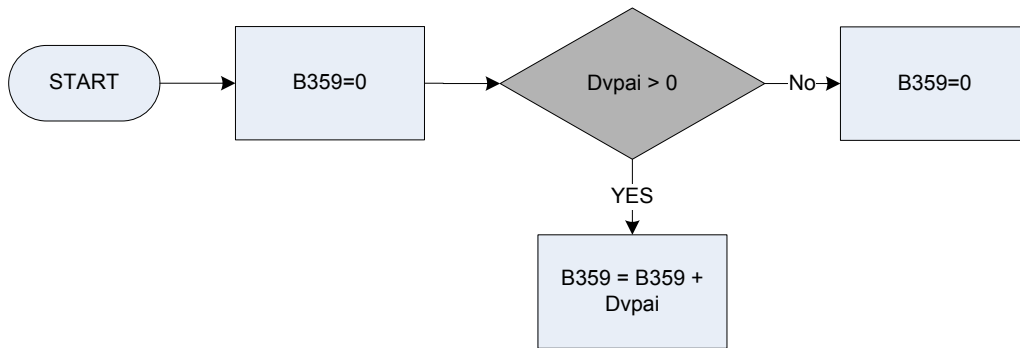 START
B359=0
Dvpai > 0
No
B359=0
YES
B359 = B359 +
Dvpai